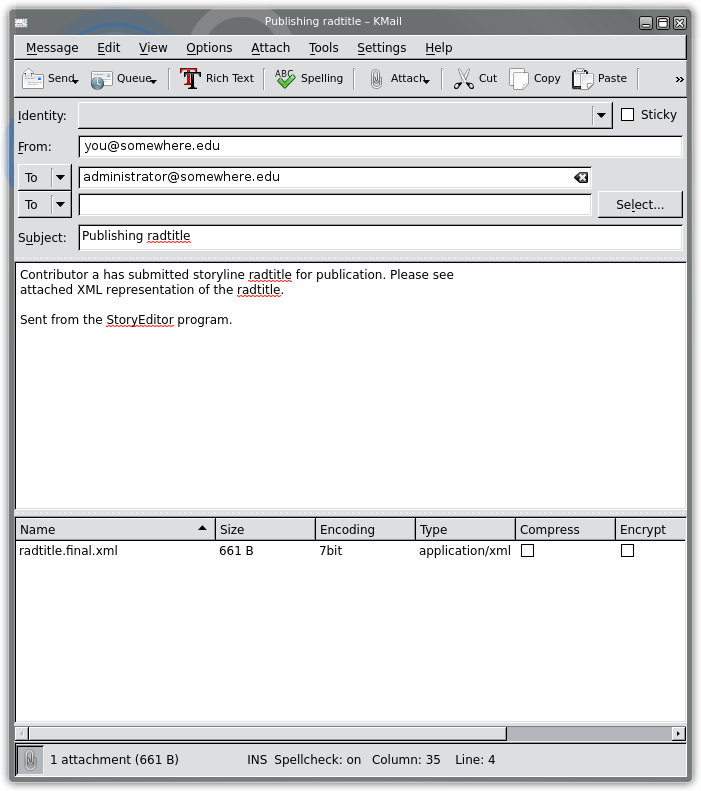 Publishing radtitle – KMail
Message Edit View Options Attach Tools Settings Help
Send Queue Rich Text ABC Spelling Attach Cut Copy Paste »
Identity: Sticky
From: you@somewhere.edu
To administrator@somewhere.edu
To Select...
Subject: Publishing radtitle
Contributor a has submitted storyline radtitle for publication. Please see
attached XML representation of the radtitle.
Sent from the StoryEditor program.
Name Size Encoding Type Compress Encrypt
radtitle.final.xml 661 B 7bit application/xml
1 attachment (661 B) INS Spellcheck: on Column: 35 Line: 4